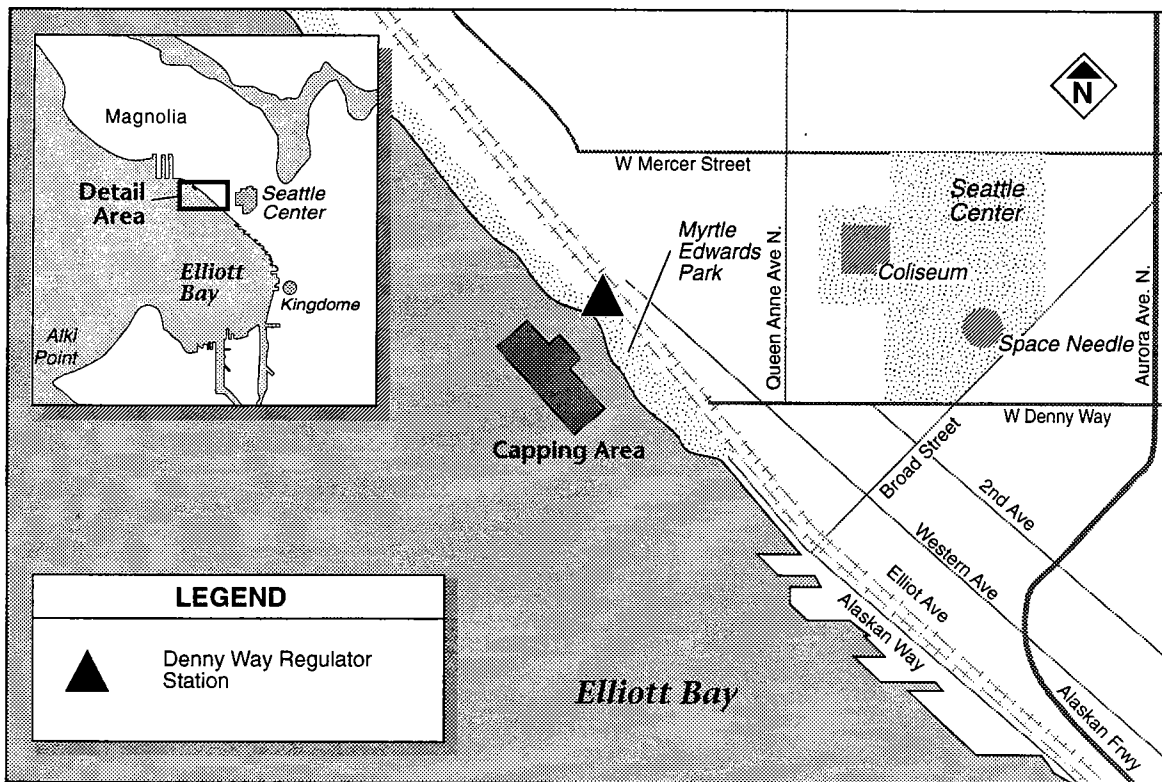 Magnolia
Detail
Area
Seattle
Center
Elliott
Bay
Kingdome
Alki
Point
N
W Mercer Street
Seattle
Center
Myrtle
Edwards
Park
Queen Anne Ave N.
Coliseum
Aurora Ave. N.
Space Needle
Capping Area
W Denny Way
Broad Street
2nd Ave
Western Ave
Elliot Ave
Alaskan Way
Alaskan Frwy
Elliott Bay
LEGEND
Denny Way Regulator
Station